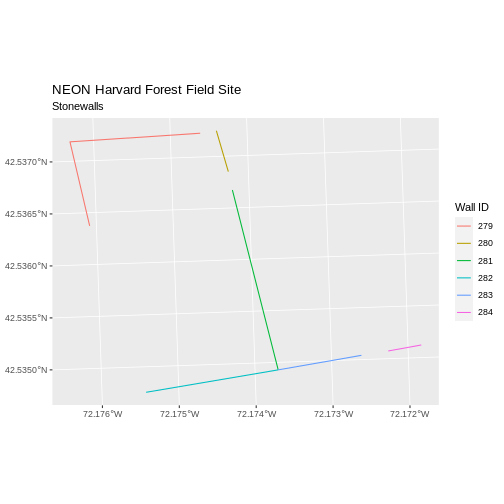 NEON Harvard Forest Field Site
Stonewalls
42.5370°N
42.5365°N
42.5360°N
42.5355°N
42.5350°N
72.176°W
72.175°W
72.174°W
72.173°W
72.172°W
Wall ID
279
280
281
282
283
284